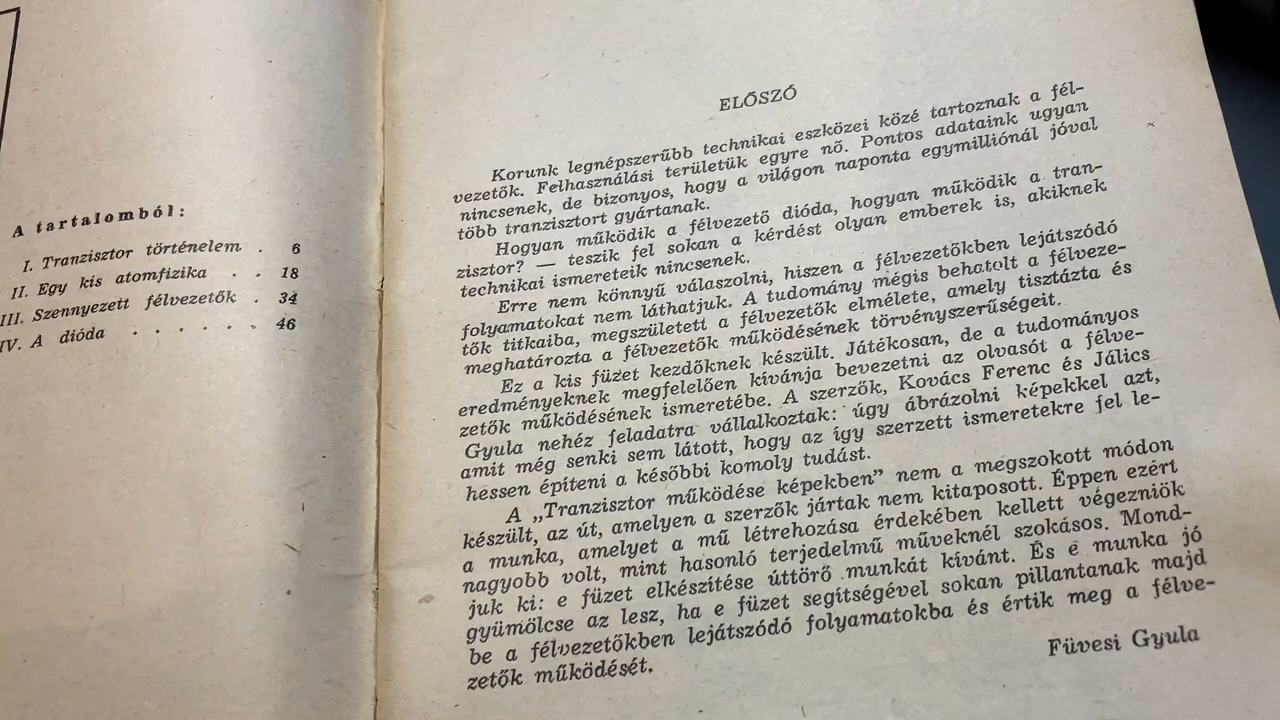 A tartalomból:
I. Tranzisztor történelem . 6
II. Egy kis atomfizika . . 18
III. Szennyezett félvezetők . 34
IV. A dióda . . . . . . 46
ELŐSZÓ
Korunk legnépszerűbb technikai eszközei közé tartoznak a fél-
vezetők. Felhasználási területük egyre nő. Pontos adataink ugyan
nincsenek, de bizonyos, hogy a világon naponta egymilliónál jóval
több tranzisztort gyártanak.
Hogyan működik a félvezető dióda, hogyan működik a tran-
zisztor? — teszik fel sokan a kérdést olyan emberek is, akiknek
technikai ismereteik nincsenek.
Erre nem könnyű válaszolni, hiszen a félvezetőkben lejátszódó
folyamatokat nem láthatjuk. A tudomány mégis behatolt a félveze-
tők titkaiba, megszületett a félvezetők elmélete, amely tisztázta és
meghatározta a félvezetők működésének törvényszerűségeit.
Ez a kis füzet kezdőknek készült. Játékosan, de a tudományos
eredményeknek megfelelően kívánja bevezetni az olvasót a félve-
zetők működésének ismeretébe. A szerzők, Kovács Ferenc és Jálics
Gyula nehéz feladatra vállalkoztak: úgy ábrázolni képekkel azt,
amit még senki sem látott, hogy az így szerzett ismeretekre fel le-
hessen építeni a későbbi komoly tudást.
A „Tranzisztor működése képekben” nem a megszokott módon
készült, az út, amelyen a szerzők jártak nem kitaposott. Éppen ezért
a munka, amelyet a mű létrehozása érdekében kellett végezniök
nagyobb volt, mint hasonló terjedelmű műveknél szokásos. Mond-
juk ki: e füzet elkészítése úttörő munkát kívánt. És e munka jó
gyümölcse az lesz, ha e füzet segítségével sokan pillantanak majd
be a félvezetőkben lejátszódó folyamatokba és értik meg a félve-
zetők működését.
Füvesi Gyula